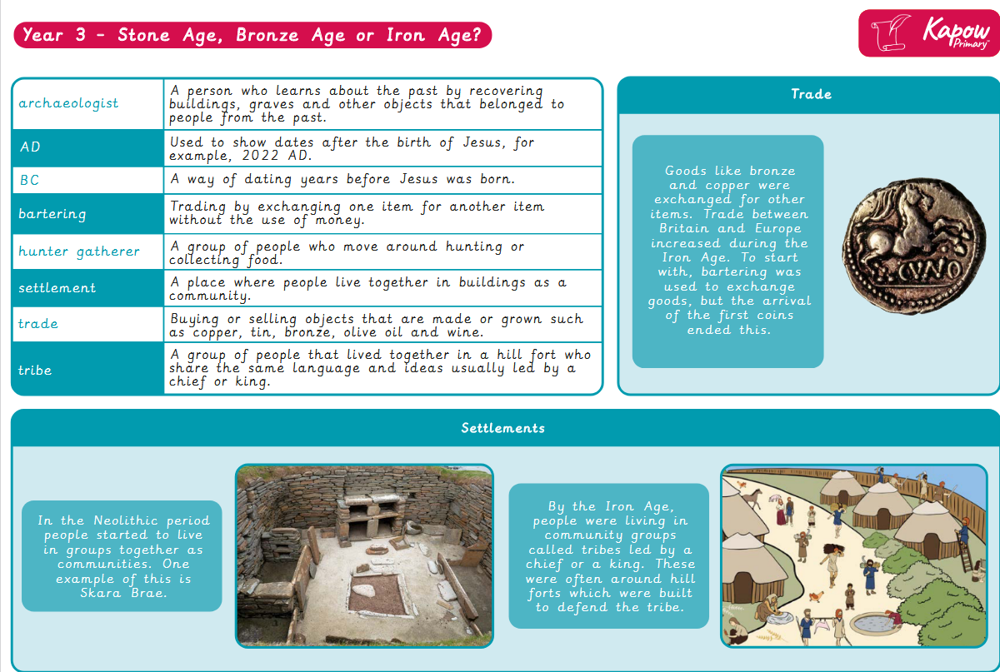 Year 3 - Stone Age, Bronze Age or Iron Age?
Kapow
Primary™
archaeologist
A person who learns about the past by recovering
buildings, graves and other objects that belonged to
people from the past.
AD
Used to show dates after the birth of Jesus, for
example, 2022 AD.
BC
A way of dating years before Jesus was born.
bartering
Trading by exchanging one item for another item
without the use of money.
hunter gatherer
A group of people who move around hunting or
collecting food.
settlement
A place where people live together in buildings as a
community.
trade
Buying or selling objects that are made or grown such
as copper, tin, bronze, olive oil and wine.
tribe
A group of people that lived together in a hill fort who
share the same language and ideas usually led by a
chief or king.
Trade
Goods like bronze
and copper were
exchanged for other
items. Trade between
Britain and Europe
increased during the
Iron Age. To start
with, bartering was
used to exchange
goods, but the arrival
of the first coins
ended this.
CVNO
Settlements
In the Neolithic period
people started to live
in groups together as
communities. One
example of this is
Skara Brae.
By the Iron Age,
people were living in
community groups
called tribes led by a
chief or a king. These
were often around hill
forts which were built
to defend the tribe.